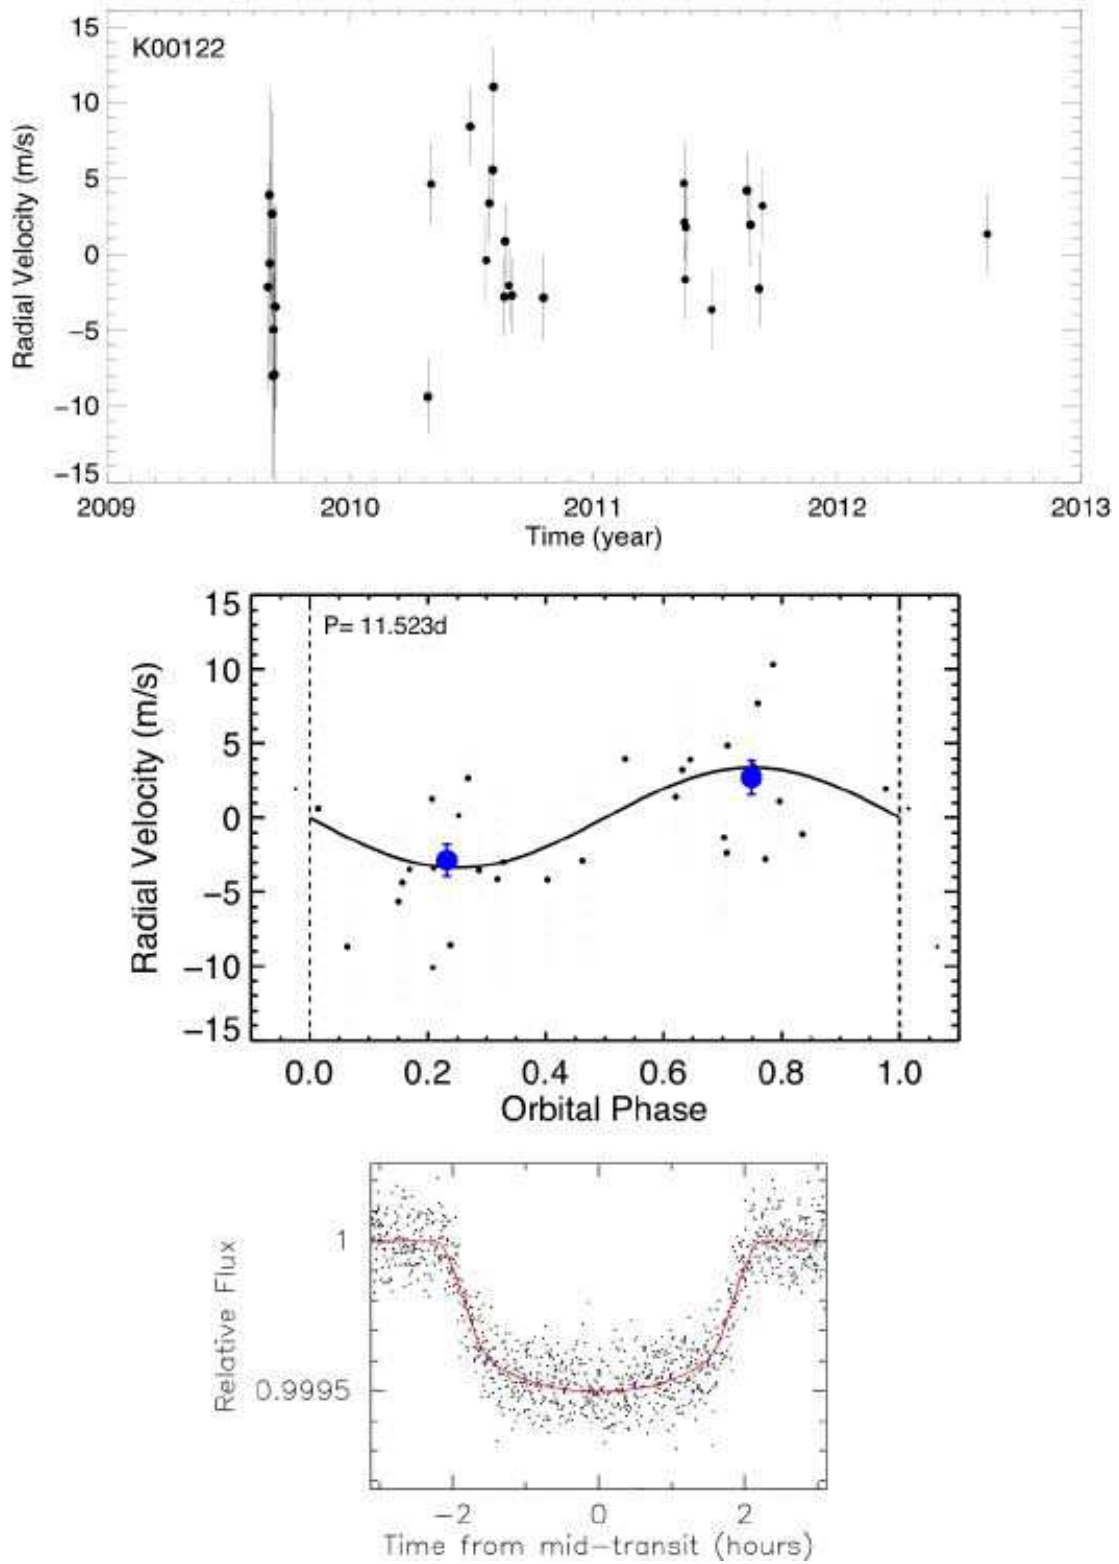 K00122
15
10
5
0
−5
−10
−15
Radial Velocity (m/s)
2009 2010 2011 2012 2013
Time (year)
P= 11.523d
15
10
5
0
−5
−10
−15
Radial Velocity (m/s)
0.0 0.2 0.4 0.6 0.8 1.0
Orbital Phase
1
0.9995
Relative Flux
−2 0 2
Time from mid−transit (hours)